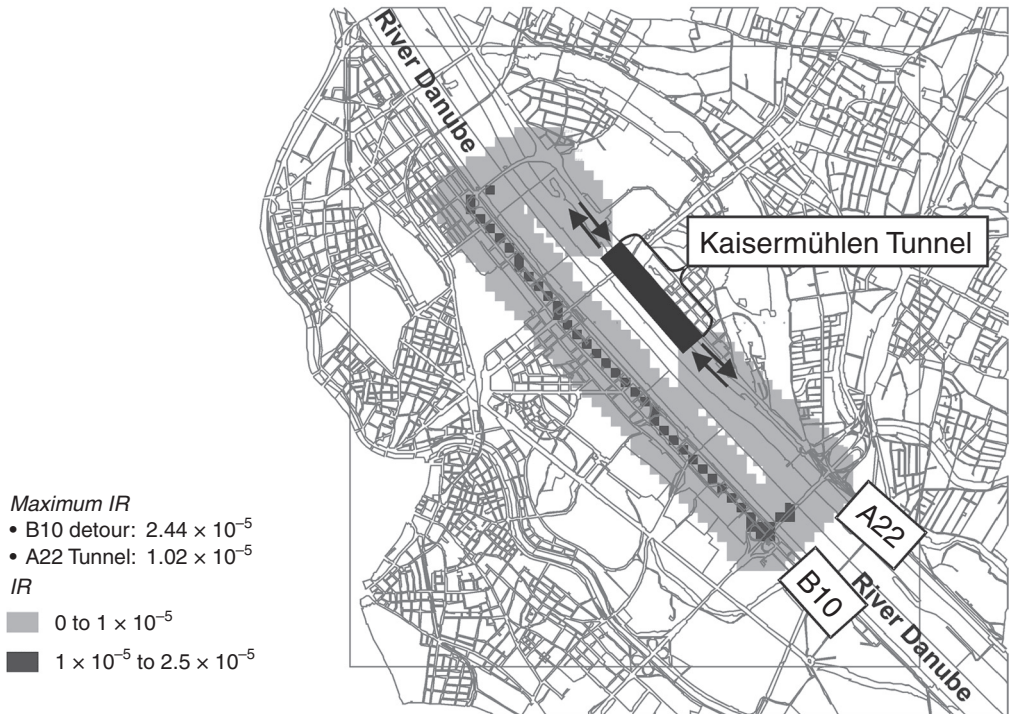 River Danube
Kaisermühlen Tunnel
Maximum IR
• B10 detour: 2.44 × 10⁻⁵
• A22 Tunnel: 1.02 × 10⁻⁵
IR
0 to 1 × 10⁻⁵
1 × 10⁻⁵ to 2.5 × 10⁻⁵
A22
B10
River Danube